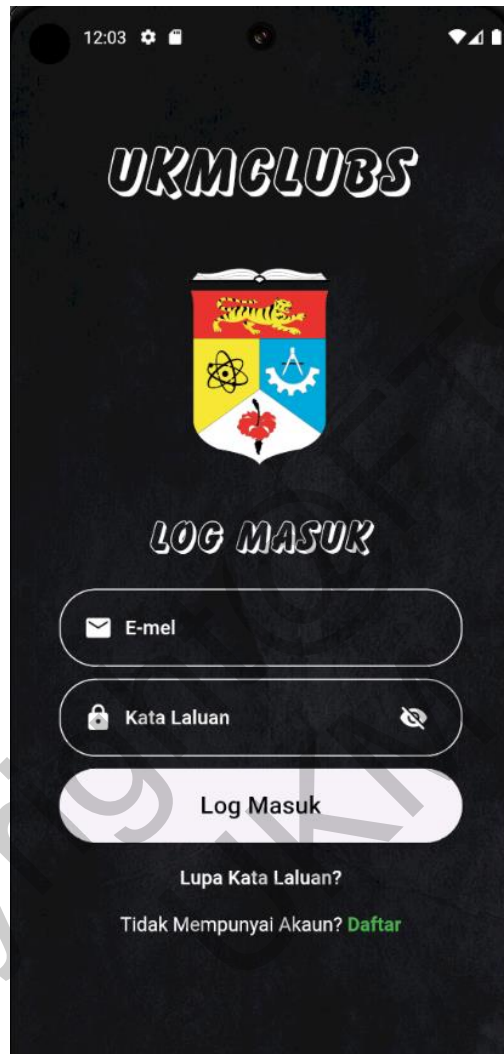 12:03
UKMCLUBS
LOG MASUK
E-mel
Kata Laluan
Log Masuk
Lupa Kata Laluan?
Tidak Mempunyai Akaun? Daftar